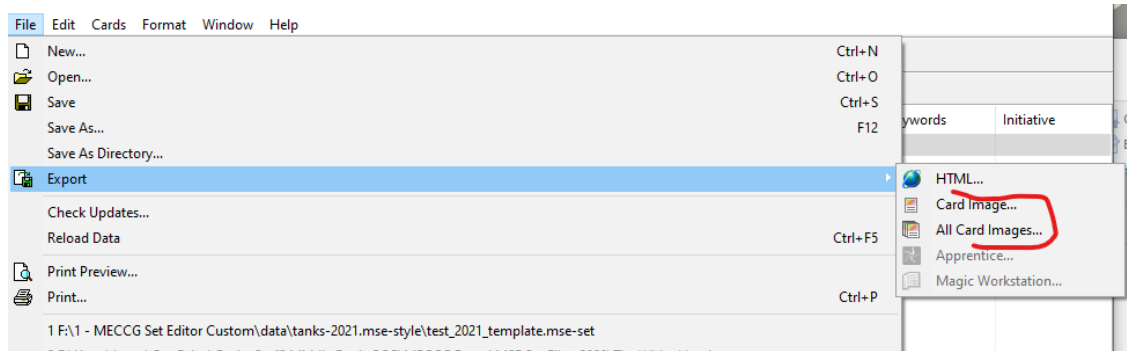 File Edit Cards Format Window Help
New... Ctrl+N
Open... Ctrl+O
Save Ctrl+S
Save As... F12
Save As Directory...
Export
Check Updates...
Reload Data Ctrl+F5
Print Preview...
Print... Ctrl+P
1 F:\1 - MECCG Set Editor Custom\data\tanks-2021.mse-style\test_2021_template.mse-set
ywords Initiative
HTML...
Card Image...
All Card Images...
Apprentice...
Magic Workstation...